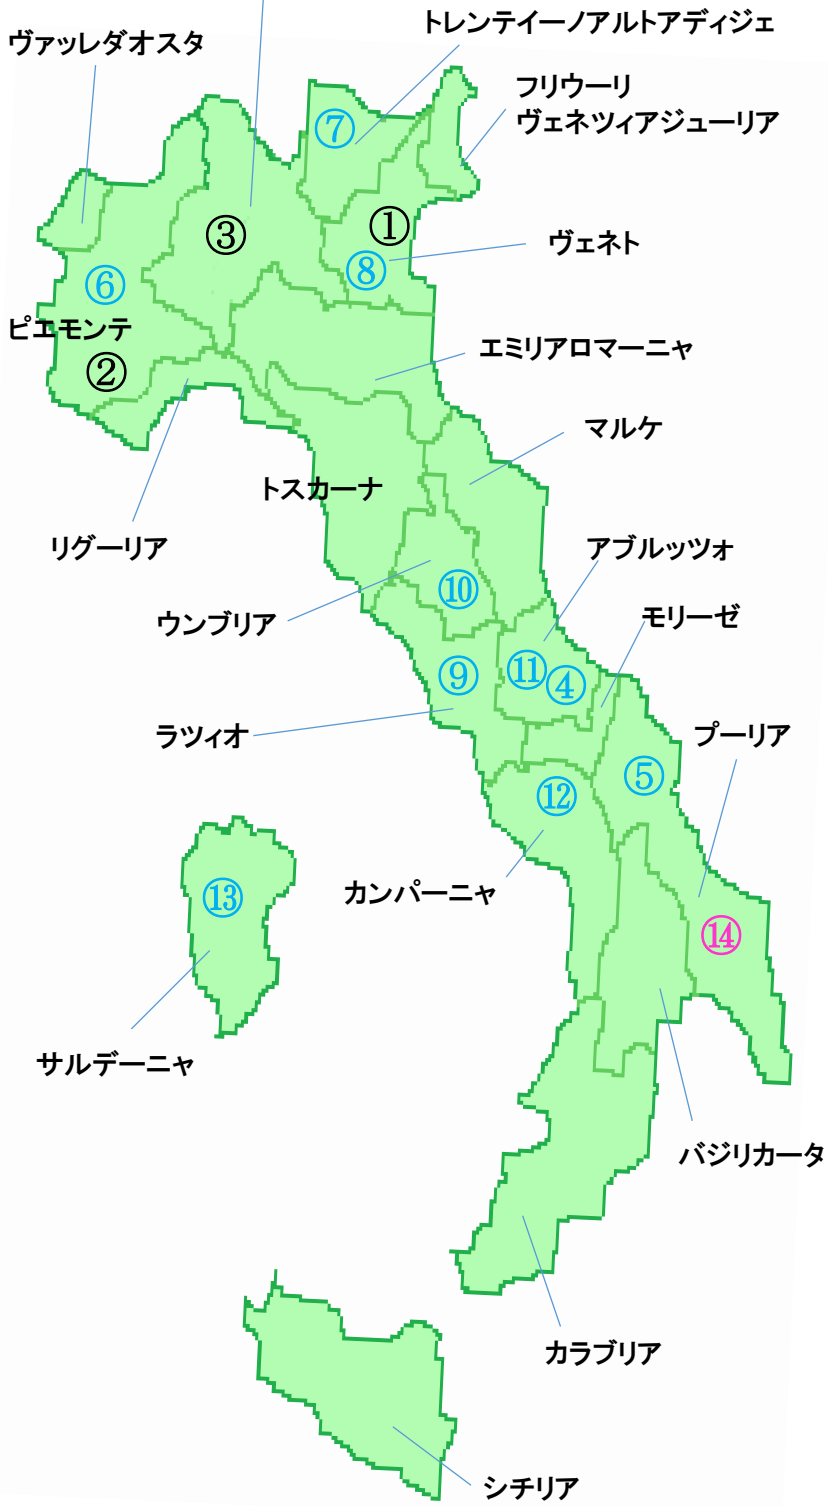 トレンテイーノアルトアディジェ
ヴァッレダオスタ
フリウーリ
ヴェネツィアジューリア
⑦
①
③
ヴェネト
⑧
⑥
ピエモンテ
エミリアロマーニャ
②
マルケ
トスカーナ
リグーリア
アブルッツォ
⑩
ウンブリア
モリーゼ
⑪
④
⑨
ラツィオ
プーリア
⑤
⑫
カンパーニャ
⑬
⑭
サルデーニャ
バジリカータ
カラブリア
シチリア